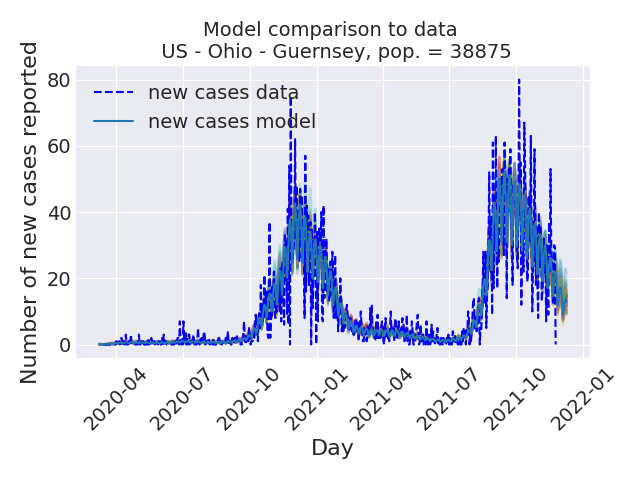 Model comparison to data
US - Ohio - Guernsey, pop. = 38875
Number of new cases reported
80
60
40
20
0
new cases data
new cases model
2020-04
2020-07
2020-10
2021-01
2021-04
2021-07
2021-10
2022-01
Day